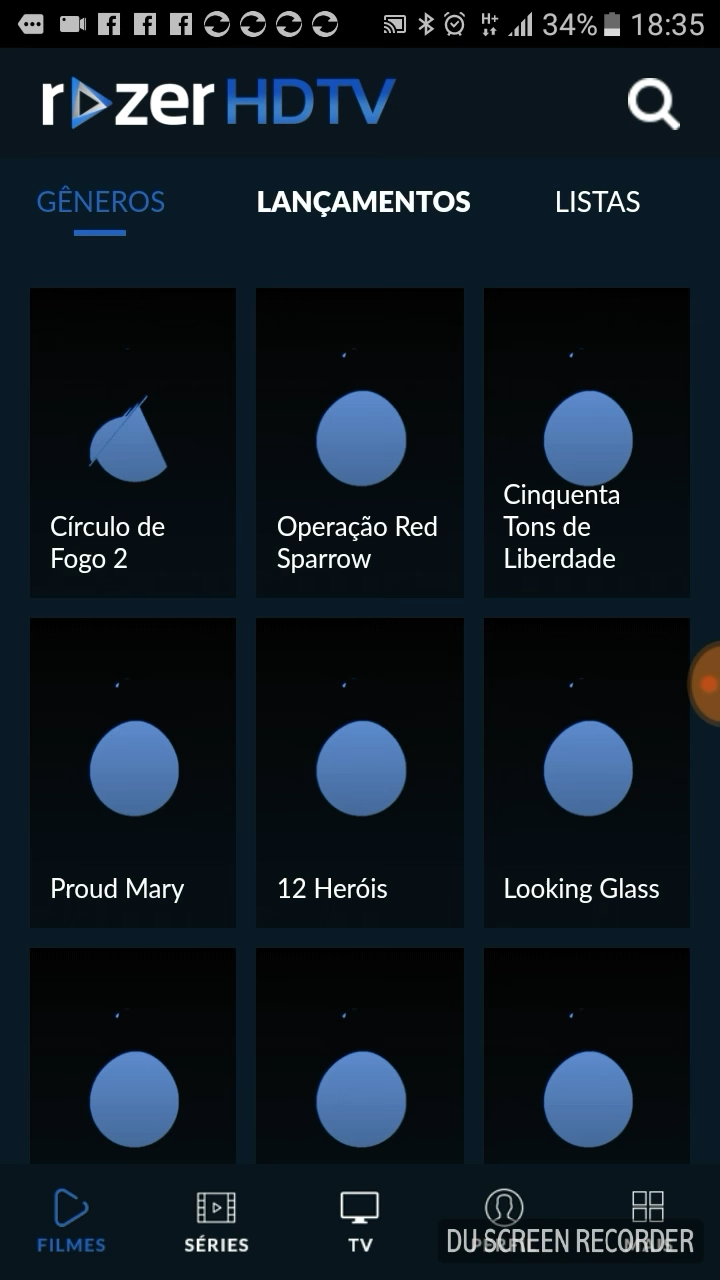 34% 18:35
razer HDTV
GÊNEROS LANÇAMENTOS LISTAS
Círculo de
Fogo 2
Operação Red
Sparrow
Cinquenta
Tons de
Liberdade
Proud Mary
12 Heróis
Looking Glass
FILMES SÉRIES TV
DU SCREEN RECORDER